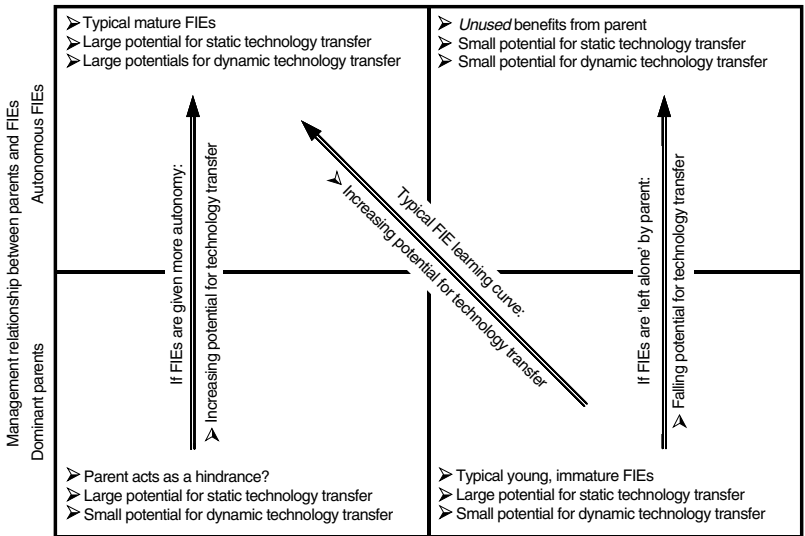 Typical mature FIEs
Large potential for static technology transfer
Large potentials for dynamic technology transfer
Unused benefits from parent
Small potential for static technology transfer
Small potential for dynamic technology transfer
Management relationship between parents and FIEs
Autonomous FIEs
Dominant parents
If FIEs are given more autonomy:
Increasing potential for technology transfer
Typical FIE learning curve:
Increasing potential for technology transfer
If FIEs are 'left alone' by parent:
Falling potential for technology transfer
Parent acts as a hindrance?
Large potential for static technology transfer
Small potential for dynamic technology transfer
Typical young, immature FIEs
Large potential for static technology transfer
Small potential for dynamic technology transfer